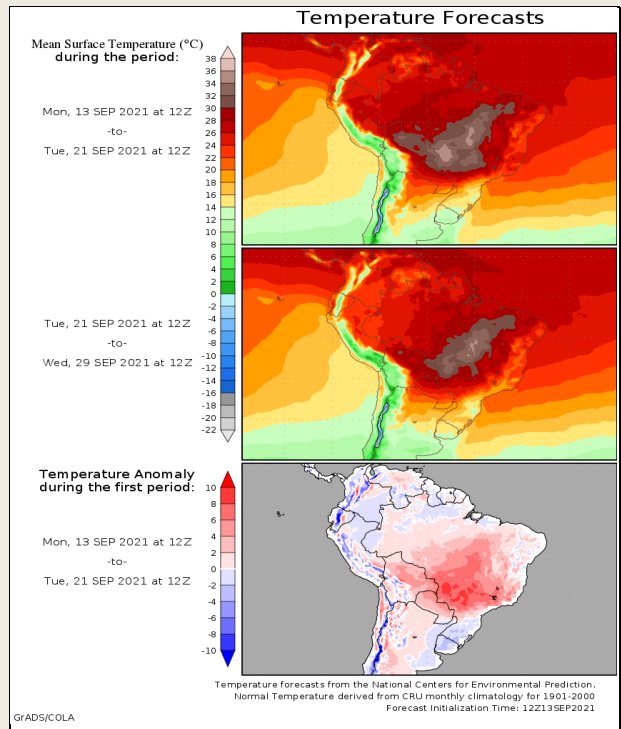 Temperature Forecasts
Mean Surface Temperature (°C)
during the period:
38
36
34
32
30
28
26
24
22
20
18
16
14
12
10
8
6
4
2
0
-2
-4
-6
-8
-10
-12
-14
-16
-18
-20
-22
Mon, 13 SEP 2021 at 12Z
-to-
Tue, 21 SEP 2021 at 12Z
Tue, 21 SEP 2021 at 12Z
-to-
Wed, 29 SEP 2021 at 12Z
Temperature Anomaly
during the first period:
10
8
6
4
2
0
-2
-4
-6
-8
-10
Mon, 13 SEP 2021 at 12Z
-to-
Tue, 21 SEP 2021 at 12Z
Temperature forecasts from the National Centers for Environmental Prediction.
Normal Temperature derived from CRU monthly climatology for 1901-2000
Forecast Initialization Time: 12Z13SEP2021
GrADS/COLA